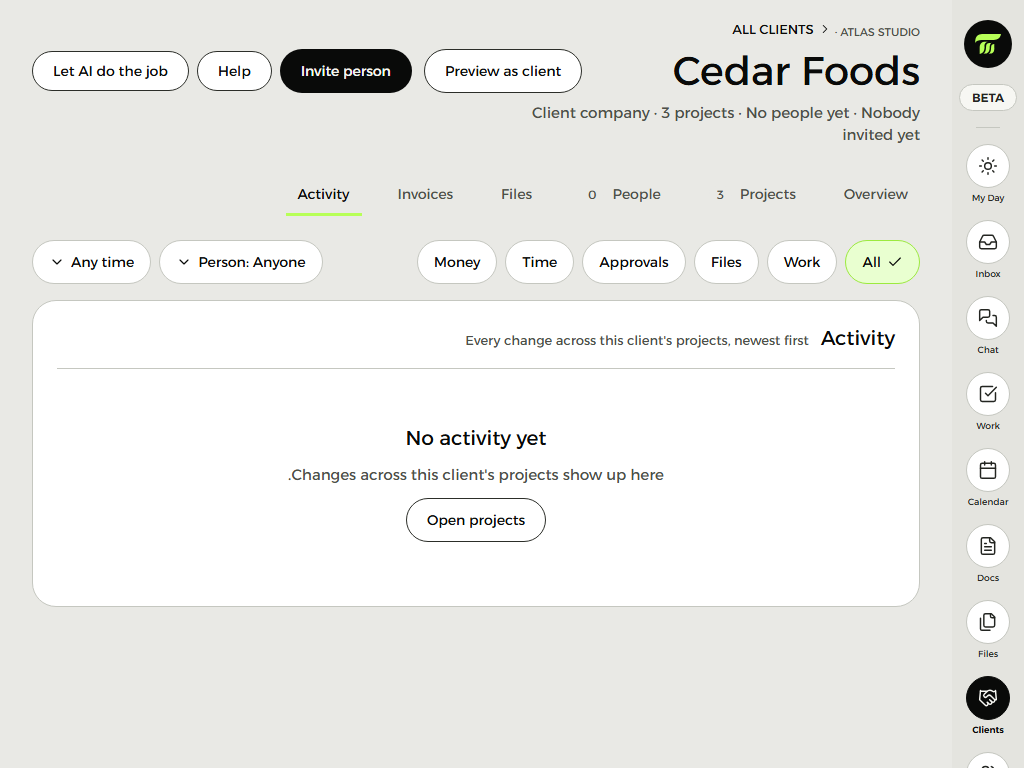 ALL CLIENTS
· ATLAS STUDIO
Cedar Foods
Client company · 3 projects · No people yet · Nobody
invited yet
Preview as client
Invite person
Help
Let AI do the job
Overview
Projects 3
People 0
Files
Invoices
Activity
All
Work
Files
Approvals
Time
Money
Person: Anyone
Any time
Activity
Every change across this client's projects, newest first
No activity yet
.Changes across this client's projects show up here
Open projects
BETA
My Day
Inbox
Chat
Work
Calendar
Docs
Files
Clients